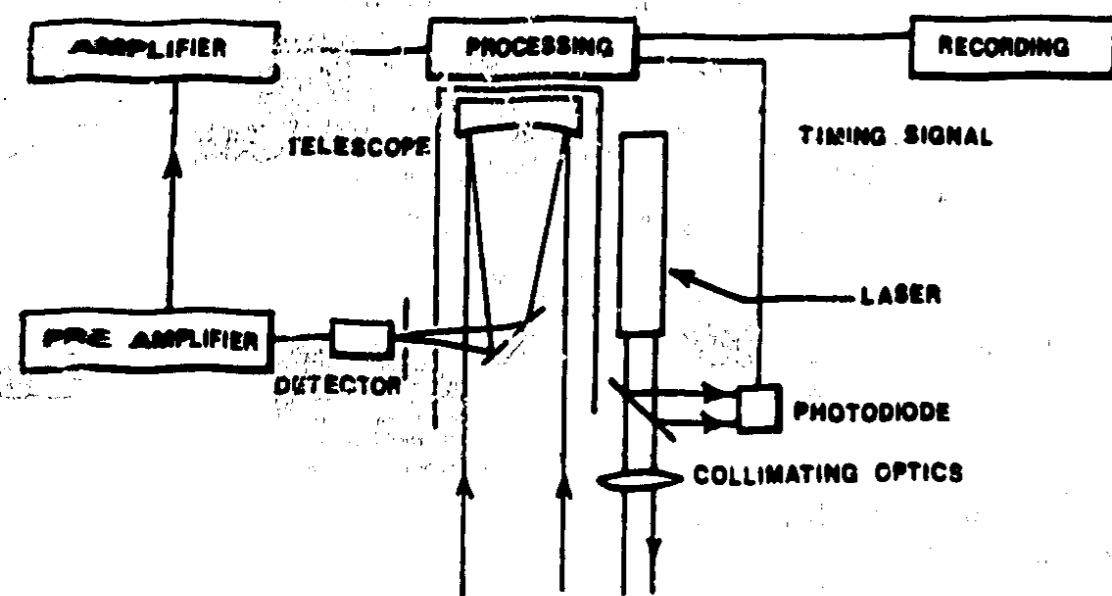 AMPLIFIER
PROCESSING
RECORDING
TELESCOPE
TIMING SIGNAL
LASER
PRE AMPLIFIER
DETECTOR
PHOTODIODE
COLLIMATING OPTICS